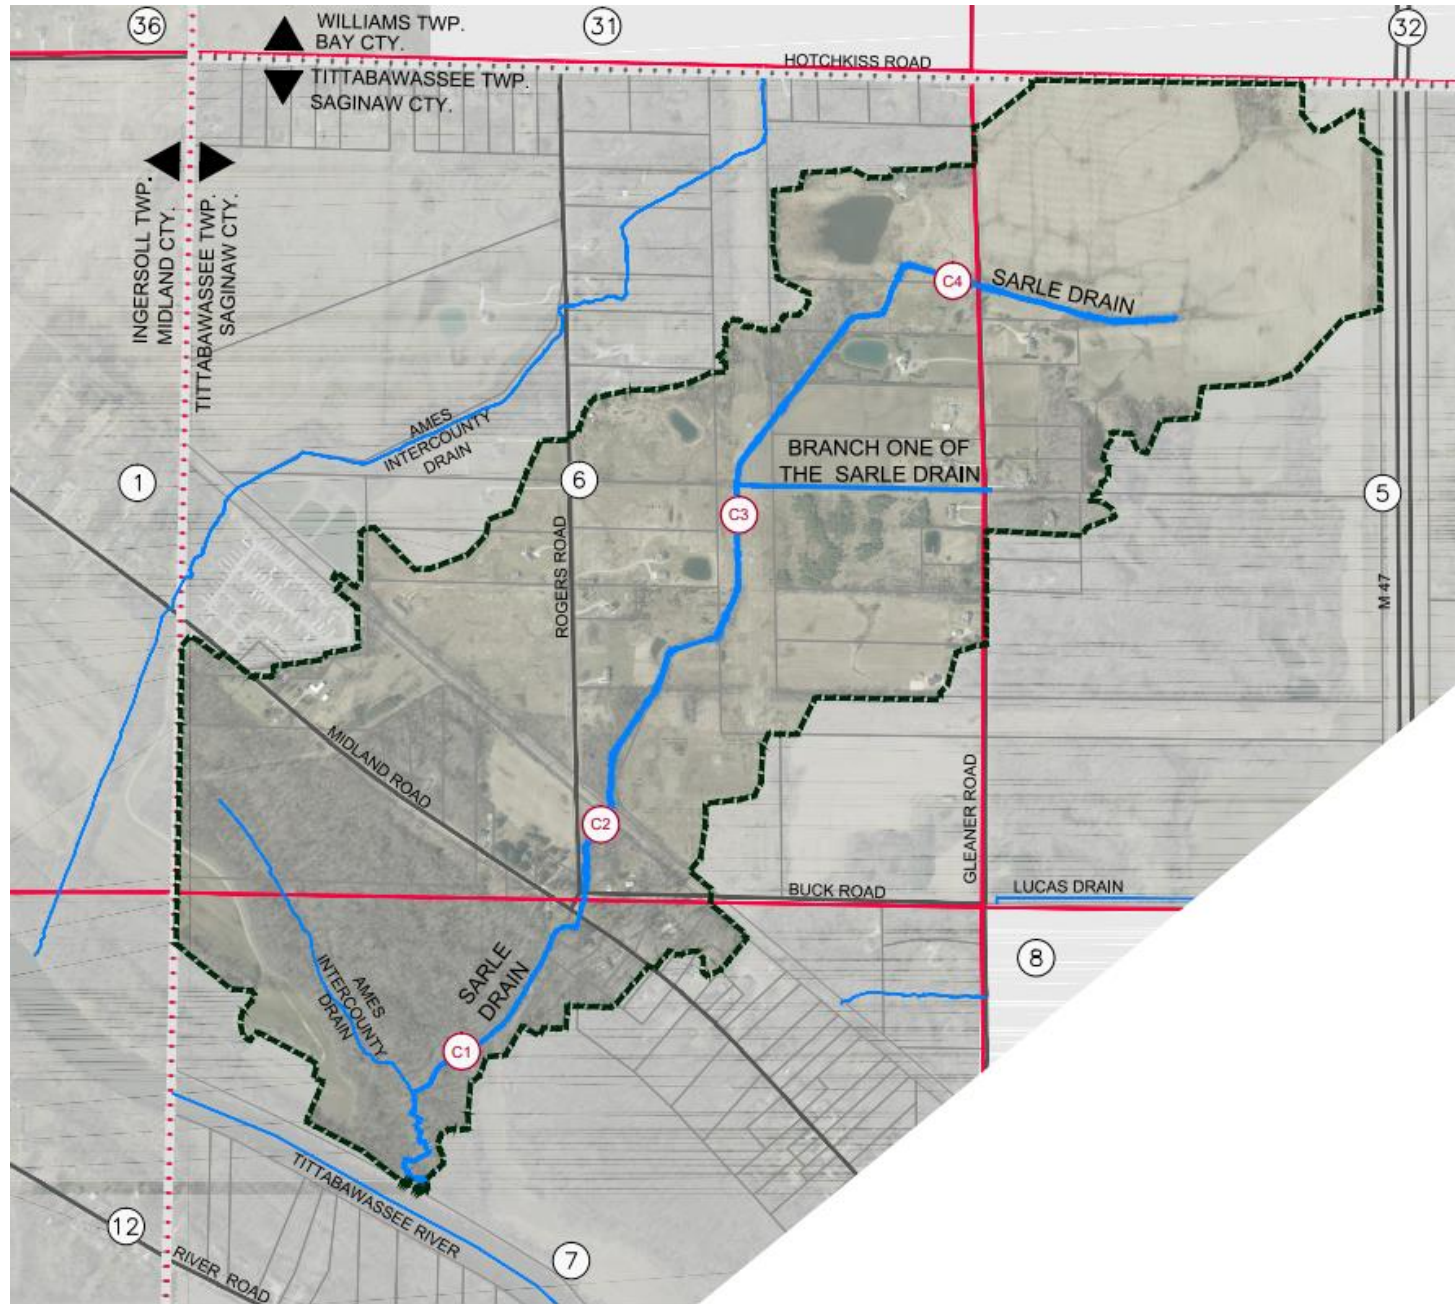 36
WILLIAMS TWP.
BAY CTY.
31
32
HOTCHKISS ROAD
TITTABAWASSEE TWP.
SAGINAW CTY.
INGERSOLL TWP.
MIDLAND CTY.
TITTABAWASSEE TWP.
SAGINAW CTY.
C4
SARLE DRAIN
AMES
INTERCOUNTY
DRAIN
BRANCH ONE OF
THE SARLE DRAIN
1
6
5
C3
ROGERS ROAD
M 47
MIDLAND ROAD
C2
GLEANER ROAD
BUCK ROAD
LUCAS DRAIN
AMES
INTERCOUNTY
DRAIN
SARLE
DRAIN
8
C1
TITTABAWASSEE RIVER
12
7
RIVER ROAD